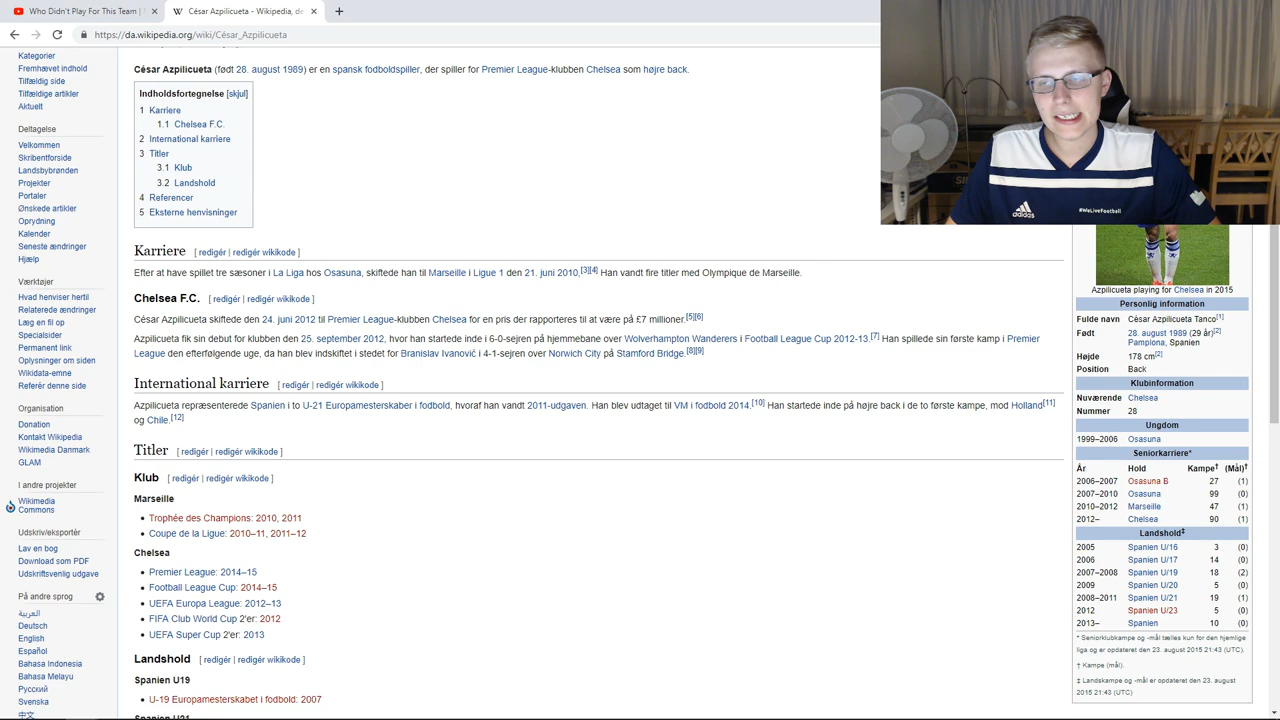 Who Didn't Play For This Team |
César Azpilicueta - Wikipedia, de
https://da.wikipedia.org/wiki/César_Azpilicueta
Kategorier
Fremhævet indhold
Tilfældig side
Tilfældige artikler
Aktuelt
Deltagelse
Velkommen
Skribentforside
Landsbybrønden
Projekter
Portaler
Ønskede artikler
Oprydning
Kalender
Seneste ændringer
Hjælp
Værktøjer
Hvad henviser hertil
Relaterede ændringer
Læg en fil op
Specialsider
Permanent link
Oplysninger om siden
Wikidata-emne
Referér denne side
Organisation
Donation
Kontakt Wikipedia
Wikimedia Danmark
GLAM
I andre projekter
Wikimedia
Commons
Udskriv/eksportér
Lav en bog
Download som PDF
Udskriftsvenlig udgave
På andre sprog
العربية
Deutsch
English
Español
Bahasa Indonesia
Bahasa Melayu
Русский
Svenska
中文
César Azpilicueta (født 28. august 1989) er en spansk fodboldspiller, der spiller for Premier League-klubben Chelsea som højre back.
Indholdsfortegnelse [skjul]
1 Karriere
1.1 Chelsea F.C.
2 International karriere
3 Titler
3.1 Klub
3.2 Landshold
4 Referencer
5 Eksterne henvisninger
Karriere [ redigér | redigér wikikode ]
Efter at have spillet tre sæsoner i La Liga hos Osasuna, skiftede han til Marseille i Ligue 1 den 21. juni 2010.[3][4] Han vandt fire titler med Olympique de Marseille.
Chelsea F.C. [ redigér | redigér wikikode ]
César Azpilicueta skiftede den 24. juni 2012 til Premier League-klubben Chelsea for en pris der rapporteres til at være på £7 millioner.[5][6]
Azpilicueta fik sin debut for klubben den 25. september 2012, hvor han startede inde i 6-0-sejren på hjemmebane over Wolverhampton Wanderers i Football League Cup 2012-13.[7] Han spillede sin første kamp i Premier
League den efterfølgende uge, da han blev indskiftet i stedet for Branislav Ivanović i 4-1-sejren over Norwich City på Stamford Bridge.[8][9]
International karriere [ redigér | redigér wikikode ]
Azpilicueta repræsenterede Spanien i to U-21 Europamesterskaber i fodbold, hvoraf han vandt 2011-udgaven. Han blev udtaget til VM i fodbold 2014.[10] Han startede inde på højre back i de to første kampe, mod Holland[11]
og Chile.[12]
Titler [ redigér | redigér wikikode ]
Klub [ redigér | redigér wikikode ]
Marseille
• Trophée des Champions: 2010, 2011
• Coupe de la Ligue: 2010–11, 2011–12
Chelsea
• Premier League: 2014–15
• Football League Cup: 2014–15
• UEFA Europa League: 2012–13
• FIFA Club World Cup 2'er: 2012
• UEFA Super Cup 2'er: 2013
Landshold [ redigér | redigér wikikode ]
Spanien U19
• U-19 Europamesterskabet i fodbold: 2007
Spanien U21
adidas
#WeLiveFootball
Azpilicueta playing for Chelsea in 2015
Personlig information
Fulde navn César Azpilicueta Tanco[1]
Født 28. august 1989 (29 år)[2]
Pamplona, Spanien
Højde 178 cm[2]
Position Back
Klubinformation
Nuværende Chelsea
Nummer 28
Ungdom
1999–2006 Osasuna
Seniorkarriere*
År Hold Kampe† (Mål)†
2006–2007 Osasuna B 27 (1)
2007–2010 Osasuna 99 (0)
2010–2012 Marseille 47 (1)
2012– Chelsea 90 (1)
Landshold‡
2005 Spanien U/16 3 (0)
2006 Spanien U/17 14 (0)
2007–2008 Spanien U/19 18 (2)
2009 Spanien U/20 5 (0)
2008–2011 Spanien U/21 19 (1)
2012 Spanien U/23 5 (0)
2013– Spanien 10 (0)
* Seniorklubkampe og -mål tælles kun for den hjemlige
liga og er opdateret den 23. august 2015 21:43 (UTC).
† Kampe (mål).
‡ Landskampe og -mål er opdateret den 23. august
2015 21:43 (UTC)